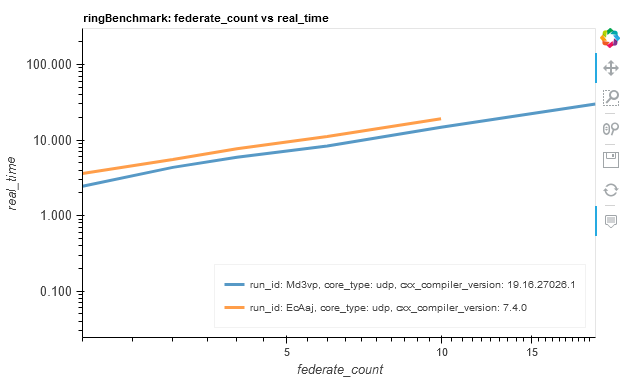 ringBenchmark: federate_count vs real_time
100.000
10.000
1.000
0.100
real_time
run_id: Md3vp, core_type: udp, cxx_compiler_version: 19.16.27026.1
run_id: EcAaj, core_type: udp, cxx_compiler_version: 7.4.0
5
10
15
federate_count